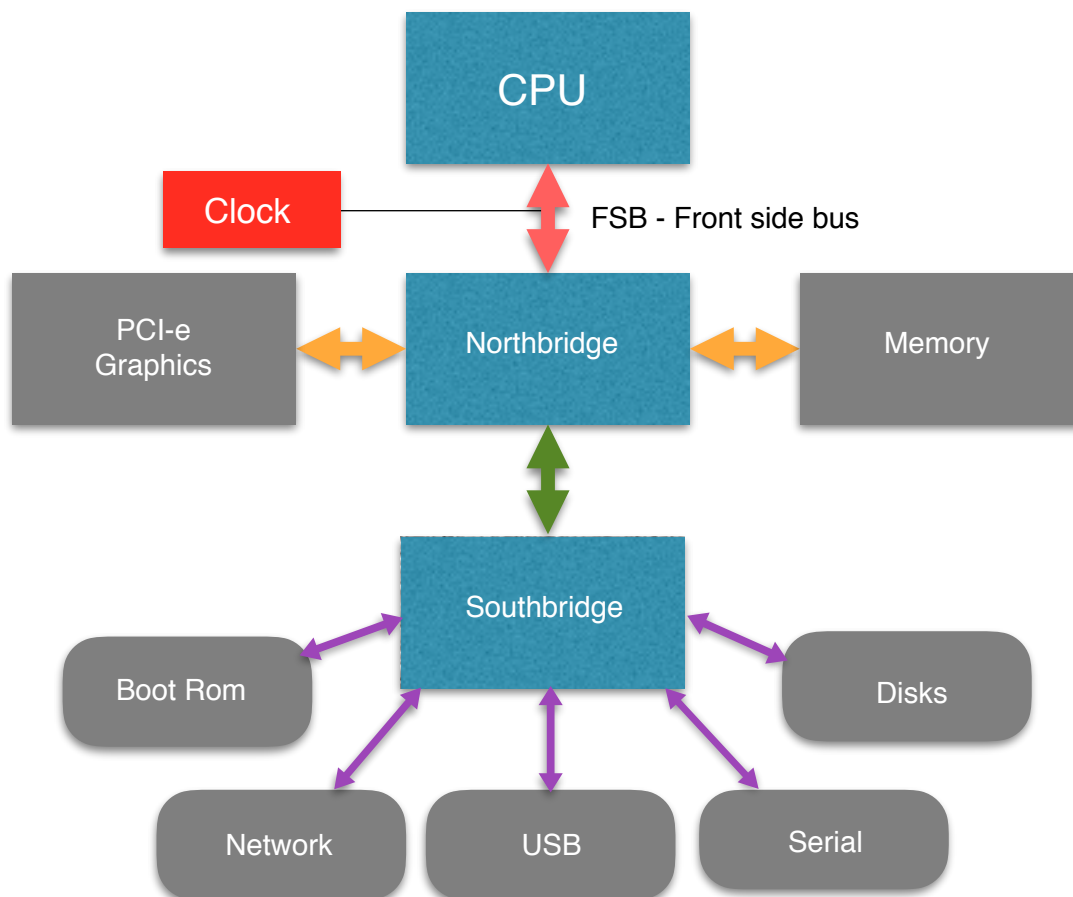 CPU
Clock
FSB - Front side bus
PCI-e
Graphics
Northbridge
Memory
Southbridge
Boot Rom
Disks
Network
USB
Serial